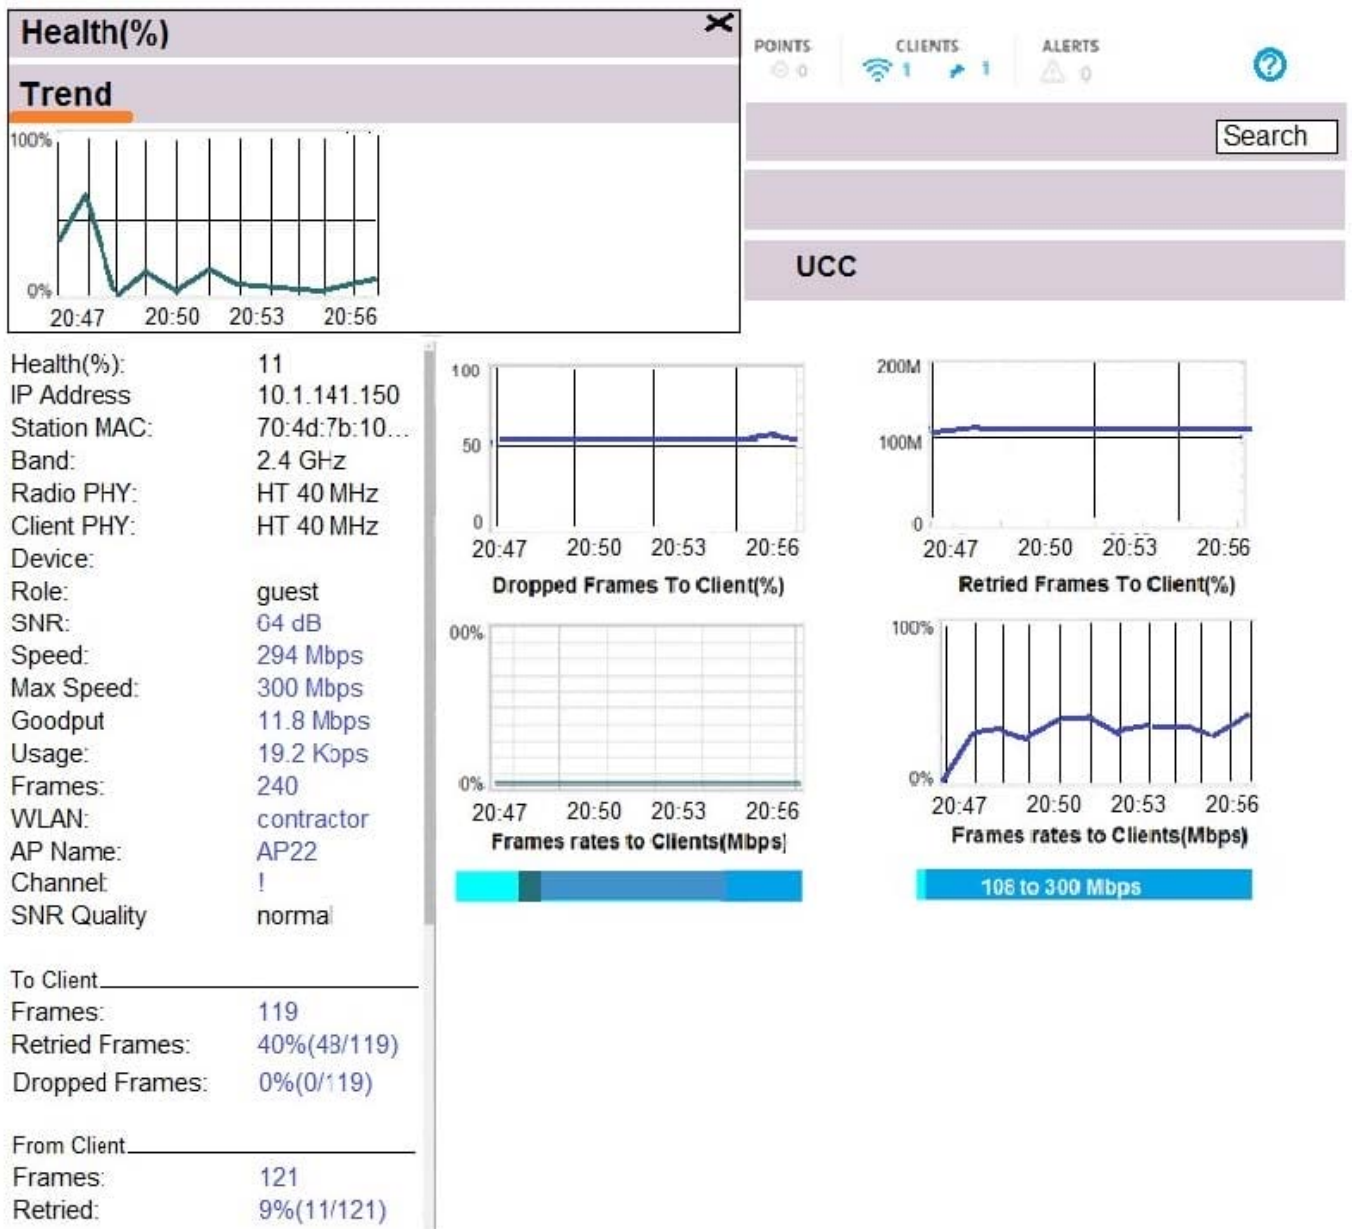 Health(%)
Trend
100%
0%
20:47 20:50 20:53 20:56
POINTS CLIENTS ALERTS
0 1 1 0
?
Search
UCC
Health(%): 11
IP Address 10.1.141.150
Station MAC: 70:4d:7b:10...
Band: 2.4 GHz
Radio PHY: HT 40 MHz
Client PHY: HT 40 MHz
Device:
Role: guest
SNR: 64 dB
Speed: 294 Mbps
Max Speed: 300 Mbps
Goodput 11.8 Mbps
Usage: 19.2 Kbps
Frames: 240
WLAN: contractor
AP Name: AP22
Channel: !
SNR Quality normal
To Client
Frames: 119
Retried Frames: 40%(48/119)
Dropped Frames: 0%(0/119)
From Client
Frames: 121
Retried: 9%(11/121)
100
50
0
20:47 20:50 20:53 20:56
Dropped Frames To Client(%)
00%
0%
20:47 20:50 20:53 20:56
Frames rates to Clients(Mbps)
200M
100M
0
20:47 20:50 20:53 20:56
Retried Frames To Client(%)
100%
0%
20:47 20:50 20:53 20:56
Frames rates to Clients(Mbps)
108 to 300 Mbps